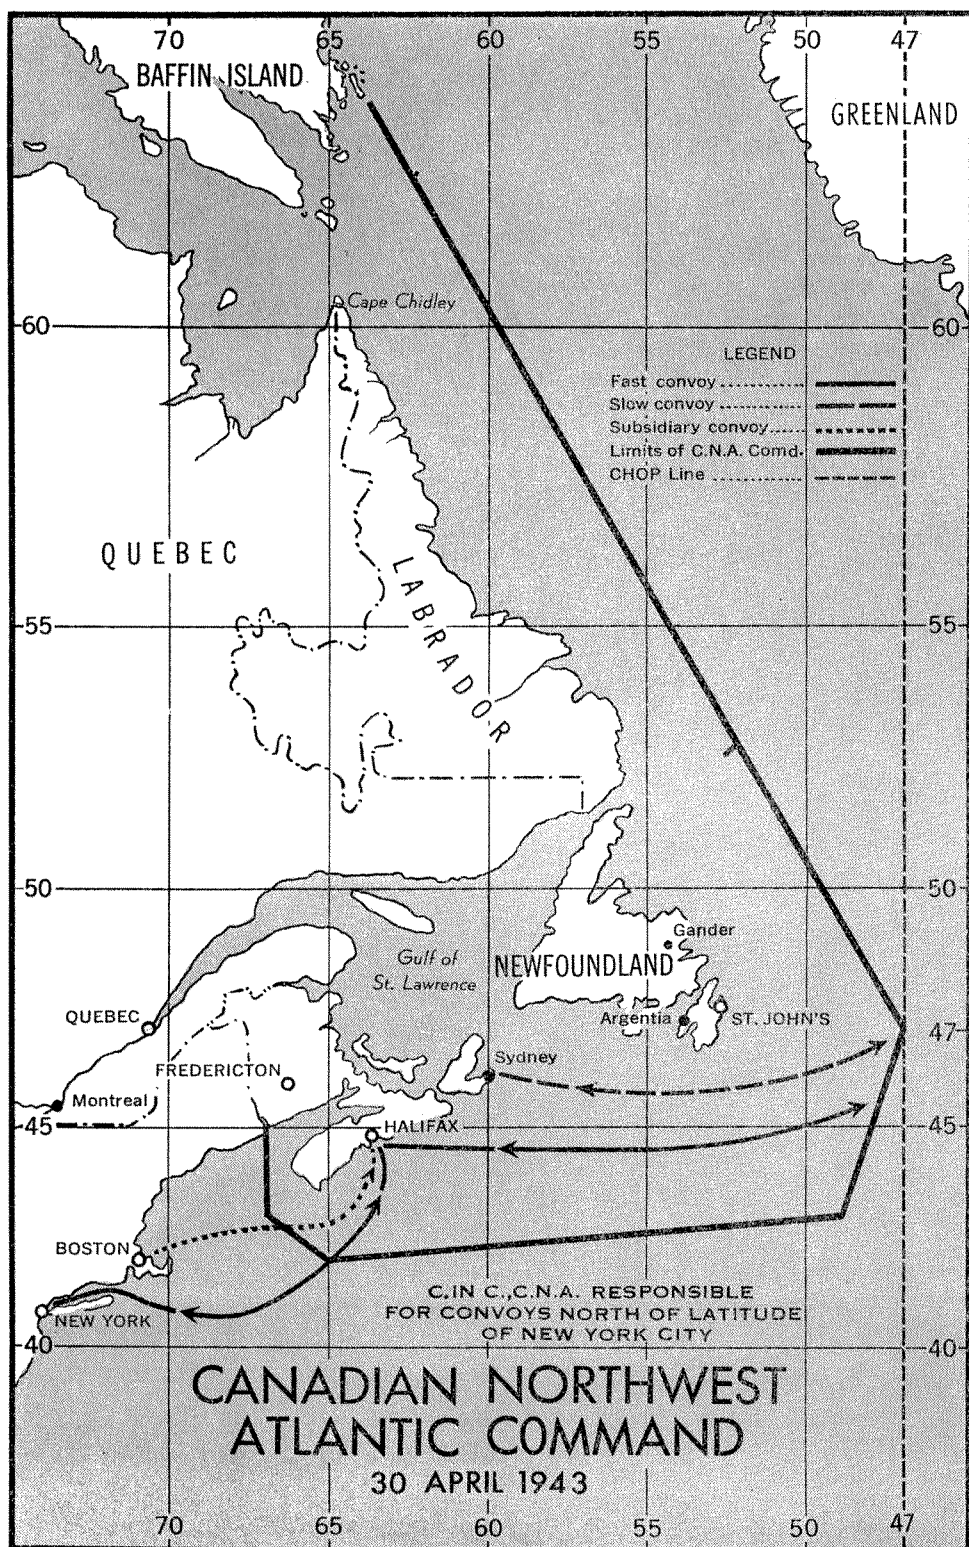 70 65 60 55 50 47
BAFFIN ISLAND
GREENLAND
Cape Chidley
60 60
LEGEND
Fast convoy
Slow convoy
Subsidiary convoy
Limits of C.N.A. Comd.
CHOP Line
QUEBEC
LABRADOR
55 55
50 50
Gander
Gulf of
St. Lawrence
NEWFOUNDLAND
QUEBEC
Argentia
ST. JOHN'S
47
Sydney
FREDERICTON
Montreal
45 45
HALIFAX
BOSTON
NEW YORK
C.IN C.,C.N.A. RESPONSIBLE
FOR CONVOYS NORTH OF LATITUDE
OF NEW YORK CITY
40 40
CANADIAN NORTHWEST
ATLANTIC COMMAND
30 APRIL 1943
70 65 60 55 50 47